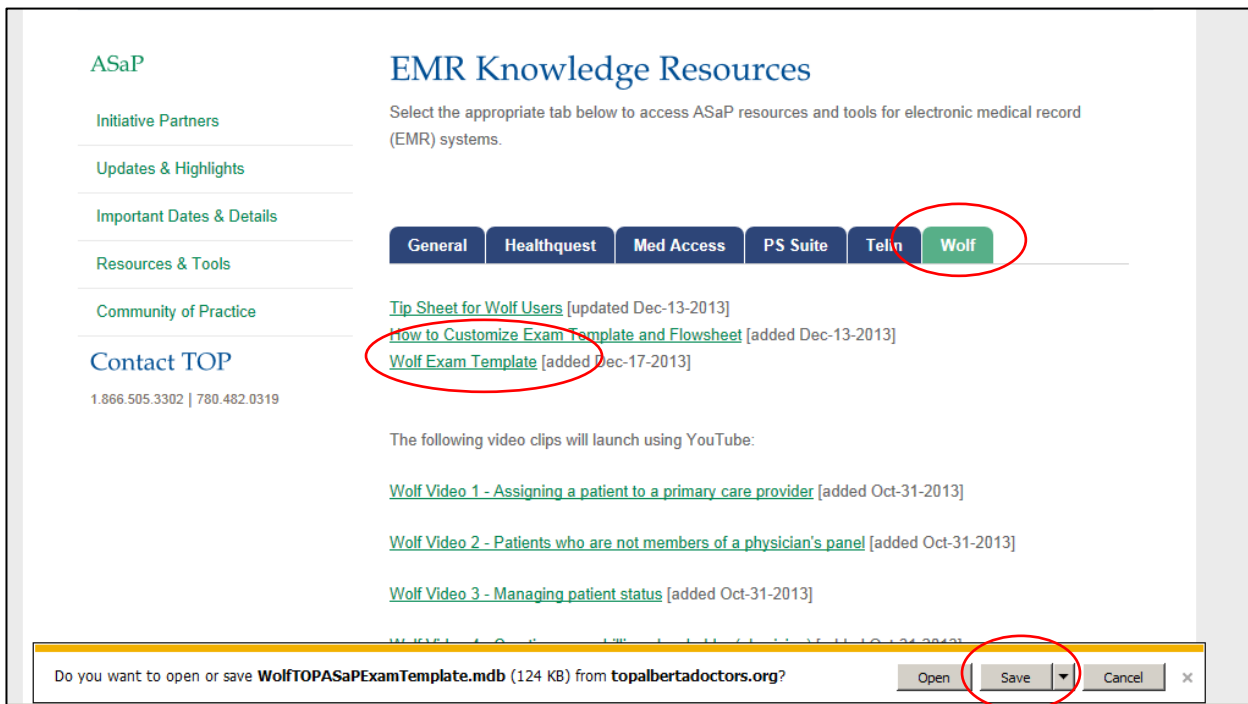 ASaP
Initiative Partners
Updates & Highlights
Important Dates & Details
Resources & Tools
Community of Practice
Contact TOP
1.866.505.3302 | 780.482.0319
EMR Knowledge Resources
Select the appropriate tab below to access ASaP resources and tools for electronic medical record
(EMR) systems.
General Healthquest Med Access PS Suite Telin Wolf
Tip Sheet for Wolf Users [updated Dec-13-2013]
How to Customize Exam Template and Flowsheet [added Dec-13-2013]
Wolf Exam Template [added Dec-17-2013]
The following video clips will launch using YouTube:
Wolf Video 1 - Assigning a patient to a primary care provider [added Oct-31-2013]
Wolf Video 2 - Patients who are not members of a physician's panel [added Oct-31-2013]
Wolf Video 3 - Managing patient status [added Oct-31-2013]
Do you want to open or save WolfTOPASaPExamTemplate.mdb (124 KB) from topalbertadoctors.org?
Open Save Cancel